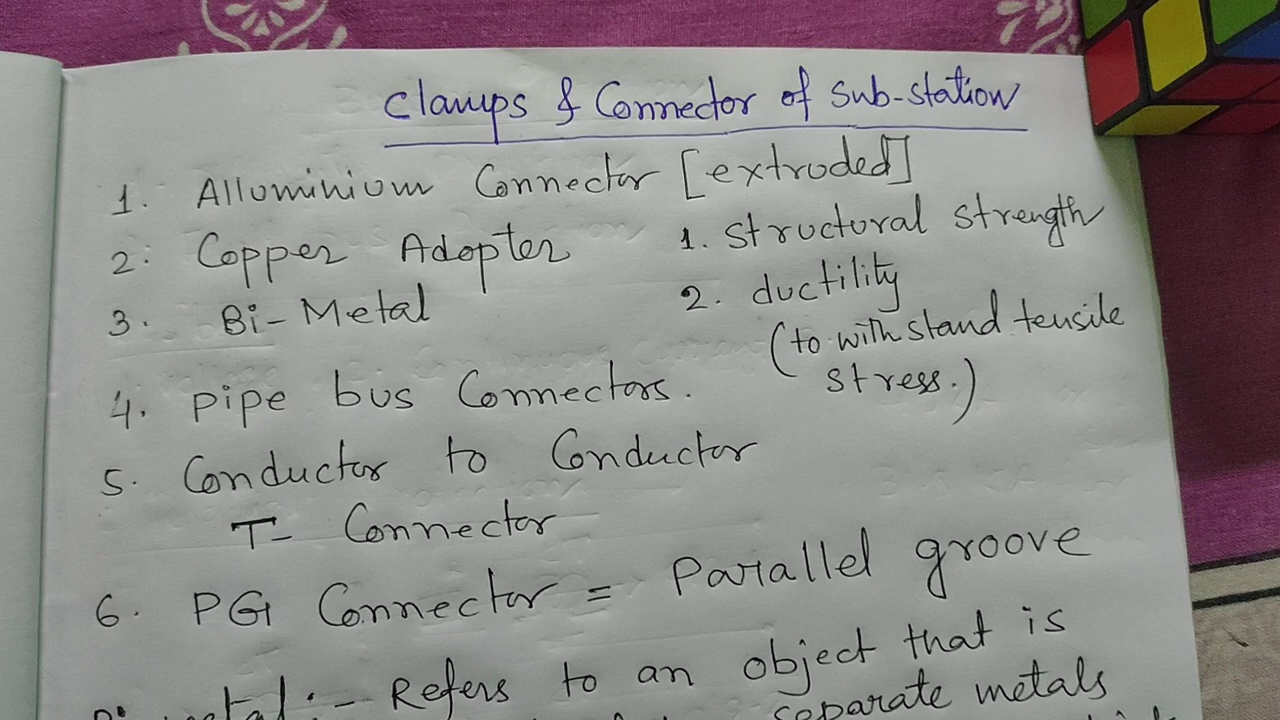 Clamps & Connector of Sub-station
1. Alluminium Connector [extruded]
1. structural strength
2. ductility
(to withstand tensile
stress.)
2. Copper Adopter
3. Bi-Metal
4. Pipe bus Connectors.
5. Conductor to Conductor
T- Connector
6. PG Connector = Parallel groove
Refers to an object that is
separate metals